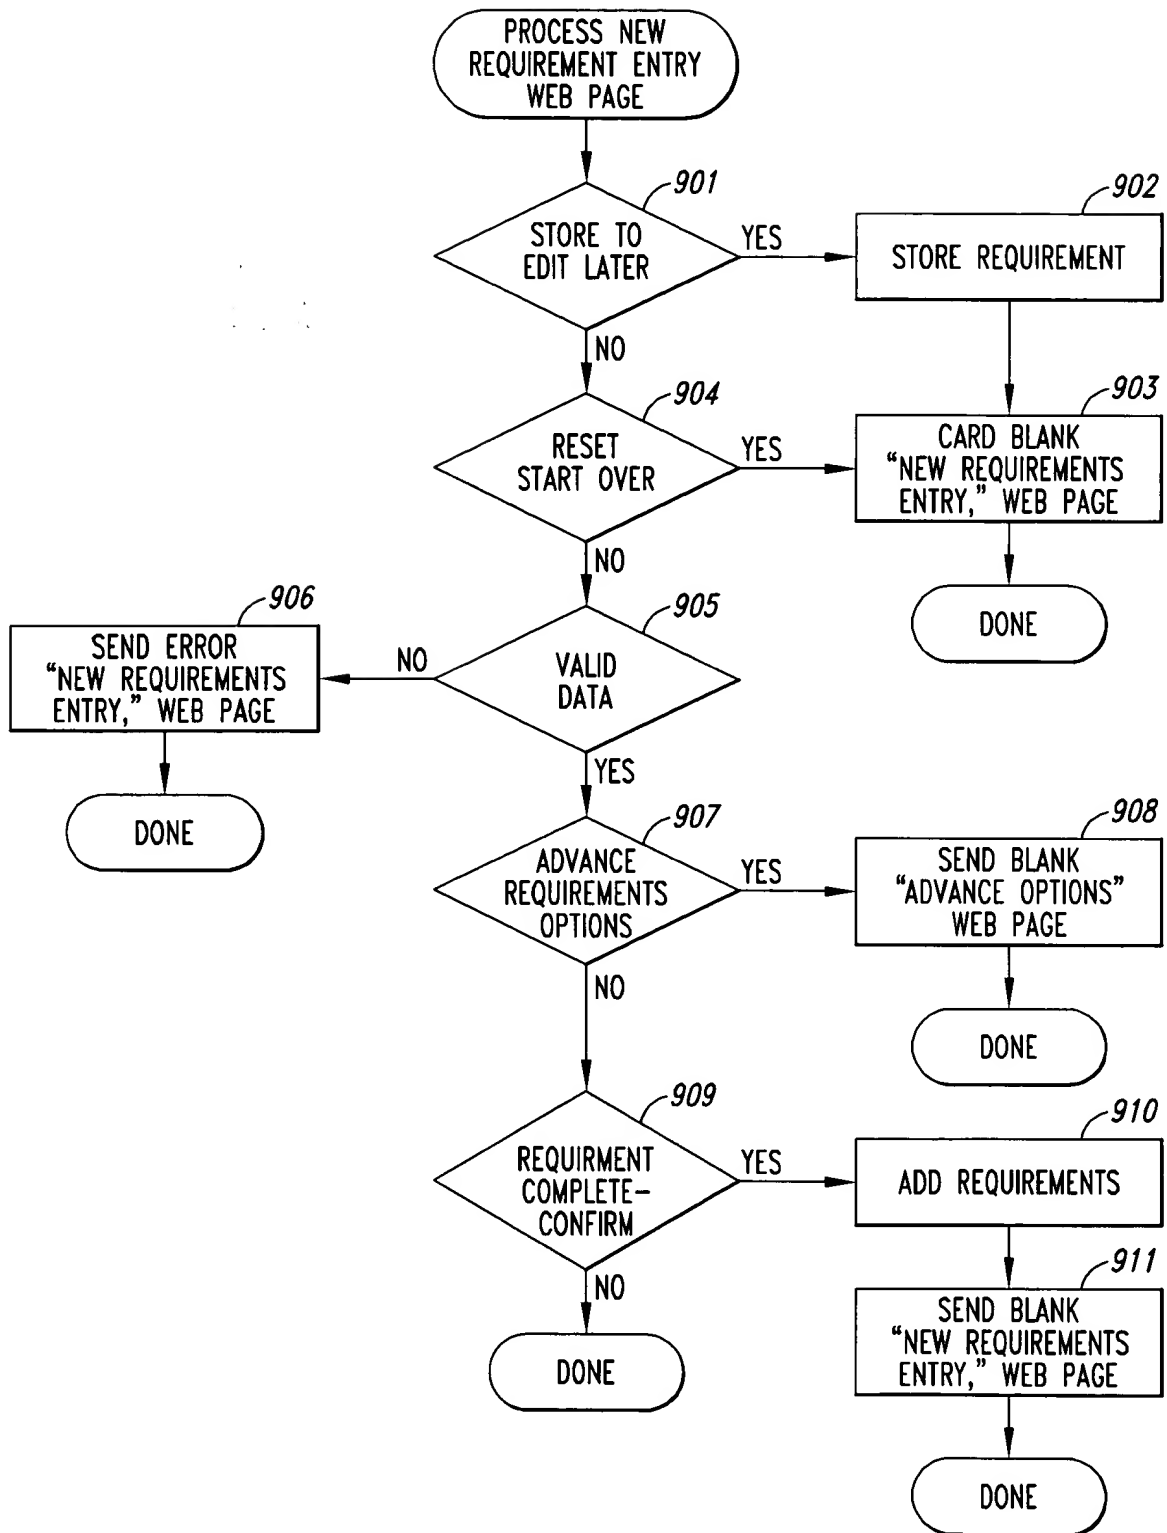 PROCESS NEW
REQUIREMENT ENTRY
WEB PAGE
901
STORE TO
EDIT LATER
YES
902
STORE REQUIREMENT
NO
904
RESET
START OVER
YES
903
CARD BLANK
“NEW REQUIREMENTS
ENTRY,” WEB PAGE
DONE
NO
905
VALID
DATA
NO
906
SEND ERROR
“NEW REQUIREMENTS
ENTRY,” WEB PAGE
DONE
YES
907
ADVANCE
REQUIREMENTS
OPTIONS
YES
908
SEND BLANK
“ADVANCE OPTIONS”
WEB PAGE
DONE
NO
909
REQUIRMENT
COMPLETE–
CONFIRM
YES
910
ADD REQUIREMENTS
911
SEND BLANK
“NEW REQUIREMENTS
ENTRY,” WEB PAGE
DONE
NO
DONE